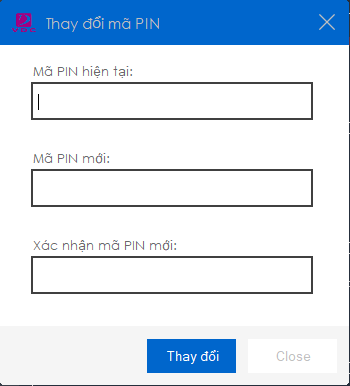 Thay đổi mã PIN
Mã PIN hiện tại:
Mã PIN mới:
Xác nhận mã PIN mới:
Thay đổi
Close